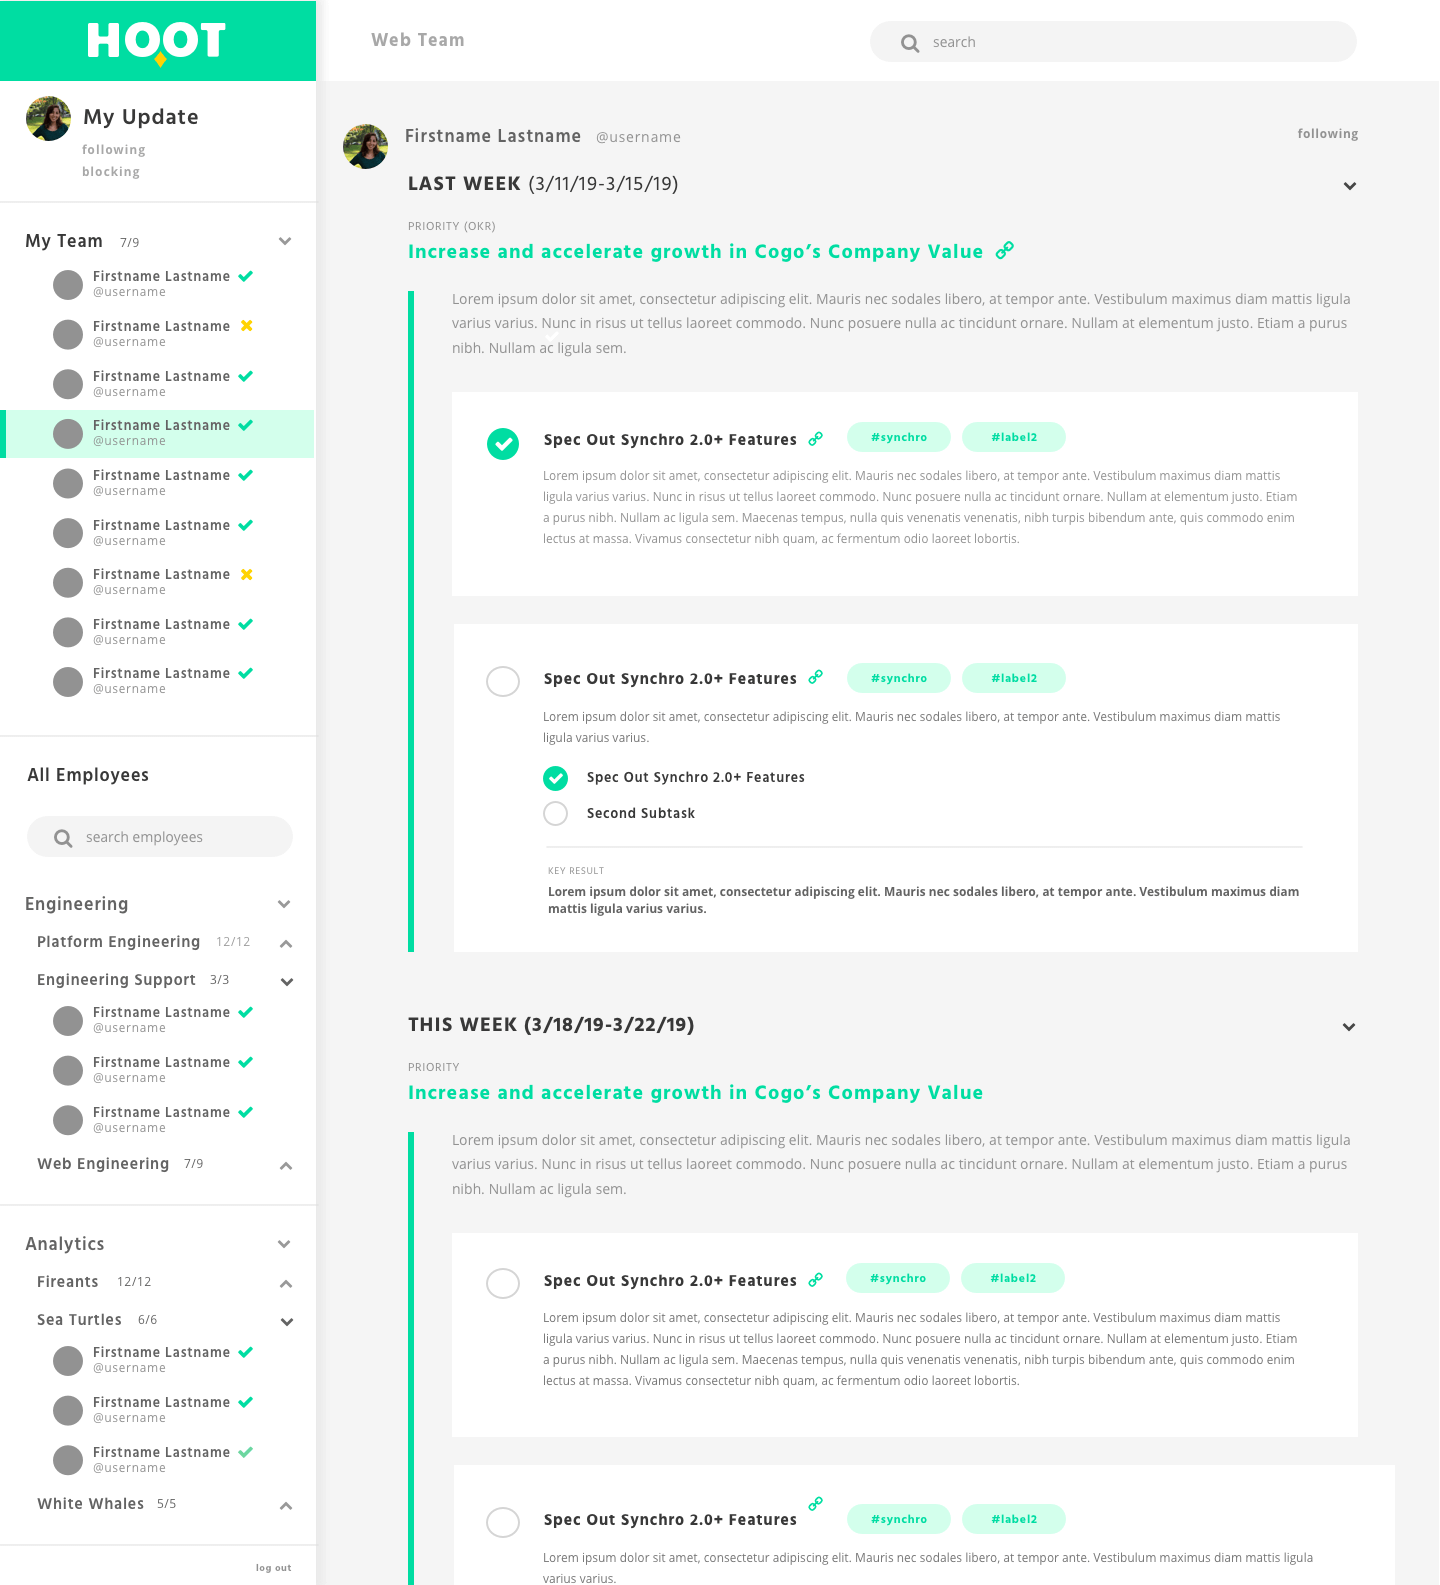 HOOT
Web Team
search
My Update
following
blocking
My Team 7/9
Firstname Lastname
@username
Firstname Lastname
@username
Firstname Lastname
@username
Firstname Lastname
@username
Firstname Lastname
@username
Firstname Lastname
@username
Firstname Lastname
@username
Firstname Lastname
@username
Firstname Lastname
@username
All Employees
search employees
Engineering
Platform Engineering 12/12
Engineering Support 3/3
Firstname Lastname
@username
Firstname Lastname
@username
Firstname Lastname
@username
Web Engineering 7/9
Analytics
Fireants 12/12
Sea Turtles 6/6
Firstname Lastname
@username
Firstname Lastname
@username
Firstname Lastname
@username
White Whales 5/5
log out
Firstname Lastname @username
following
LAST WEEK (3/11/19-3/15/19)
PRIORITY (OKR)
Increase and accelerate growth in Cogo’s Company Value
Lorem ipsum dolor sit amet, consectetur adipiscing elit. Mauris nec sodales libero, at tempor ante. Vestibulum maximus diam mattis ligula
varius varius. Nunc in risus ut tellus laoreet commodo. Nunc posuere nulla ac tincidunt ornare. Nullam at elementum justo. Etiam a purus
nibh. Nullam ac ligula sem.
Spec Out Synchro 2.0+ Features #synchro #label2
Lorem ipsum dolor sit amet, consectetur adipiscing elit. Mauris nec sodales libero, at tempor ante. Vestibulum maximus diam mattis
ligula varius varius. Nunc in risus ut tellus laoreet commodo. Nunc posuere nulla ac tincidunt ornare. Nullam at elementum justo. Etiam
a purus nibh. Nullam ac ligula sem. Maecenas tempus, nulla quis venenatis venenatis, nibh turpis bibendum ante, quis commodo enim
lectus at massa. Vivamus consectetur nibh quam, ac fermentum odio laoreet lobortis.
Spec Out Synchro 2.0+ Features #synchro #label2
Lorem ipsum dolor sit amet, consectetur adipiscing elit. Mauris nec sodales libero, at tempor ante. Vestibulum maximus diam mattis
ligula varius varius.
Spec Out Synchro 2.0+ Features
Second Subtask
KEY RESULT
Lorem ipsum dolor sit amet, consectetur adipiscing elit. Mauris nec sodales libero, at tempor ante. Vestibulum maximus diam
mattis ligula varius varius.
THIS WEEK (3/18/19-3/22/19)
PRIORITY
Increase and accelerate growth in Cogo’s Company Value
Lorem ipsum dolor sit amet, consectetur adipiscing elit. Mauris nec sodales libero, at tempor ante. Vestibulum maximus diam mattis ligula
varius varius. Nunc in risus ut tellus laoreet commodo. Nunc posuere nulla ac tincidunt ornare. Nullam at elementum justo. Etiam a purus
nibh. Nullam ac ligula sem.
Spec Out Synchro 2.0+ Features #synchro #label2
Lorem ipsum dolor sit amet, consectetur adipiscing elit. Mauris nec sodales libero, at tempor ante. Vestibulum maximus diam mattis
ligula varius varius. Nunc in risus ut tellus laoreet commodo. Nunc posuere nulla ac tincidunt ornare. Nullam at elementum justo. Etiam
a purus nibh. Nullam ac ligula sem. Maecenas tempus, nulla quis venenatis venenatis, nibh turpis bibendum ante, quis commodo enim
lectus at massa. Vivamus consectetur nibh quam, ac fermentum odio laoreet lobortis.
Spec Out Synchro 2.0+ Features #synchro #label2
Lorem ipsum dolor sit amet, consectetur adipiscing elit. Mauris nec sodales libero, at tempor ante. Vestibulum maximus diam mattis ligula
varius varius.